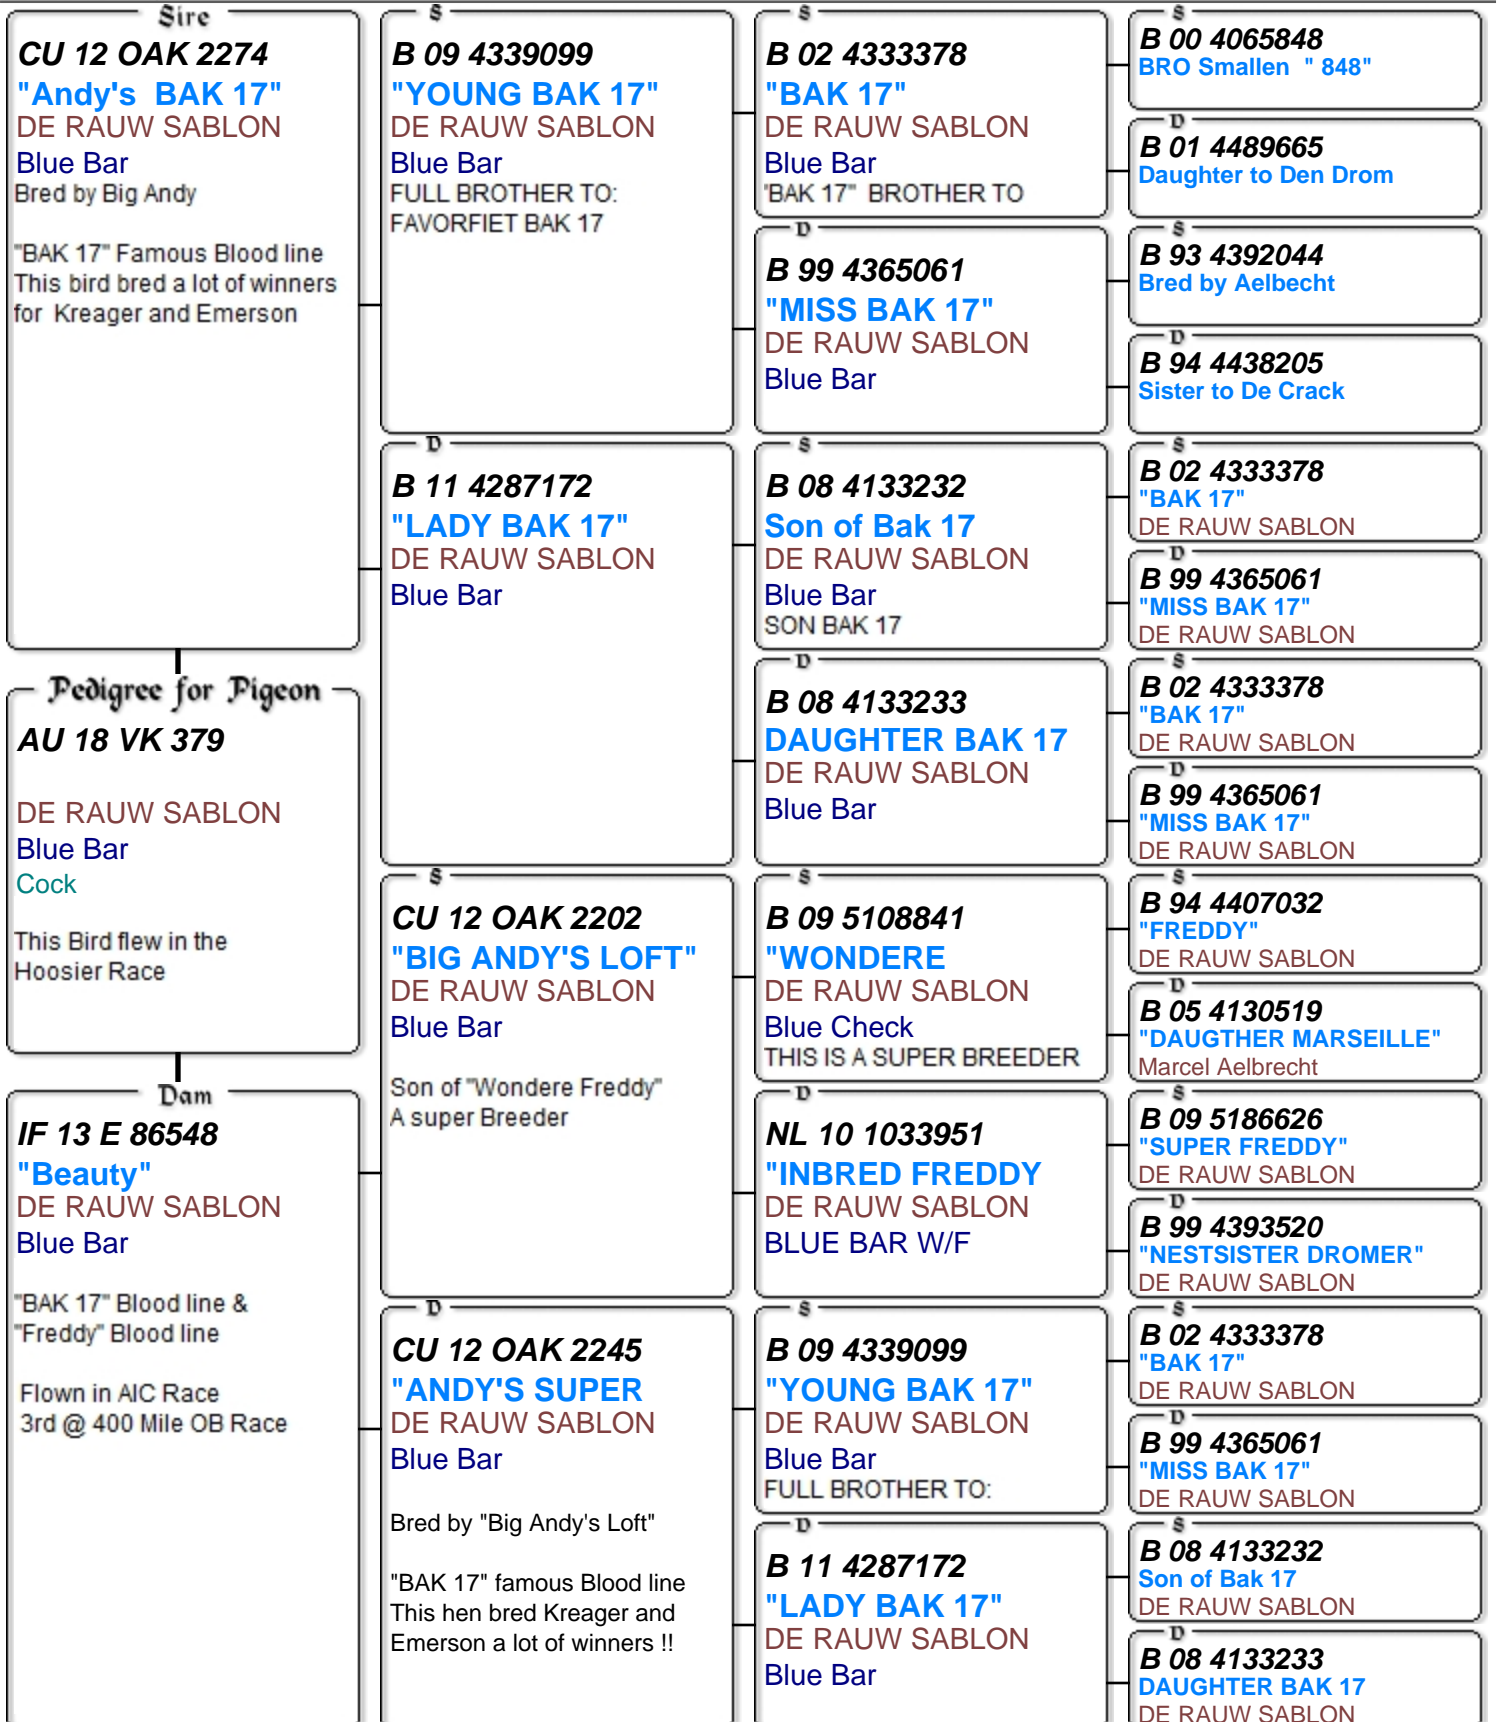 Sire
CU 12 OAK 2274
"Andy's BAK 17"
DE RAUW SABLON
Blue Bar
Bred by Big Andy
"BAK 17" Famous Blood line
This bird bred a lot of winners
for Kreager and Emerson
Pedigree for Pigeon
AU 18 VK 379
DE RAUW SABLON
Blue Bar
Cock
This Bird flew in the
Hoosier Race
Dam
IF 13 E 86548
"Beauty"
DE RAUW SABLON
Blue Bar
"BAK 17" Blood line &
"Freddy" Blood line
Flown in AIC Race
3rd @ 400 Mile OB Race
S
B 09 4339099
"YOUNG BAK 17"
DE RAUW SABLON
Blue Bar
FULL BROTHER TO:
FAVORFIET BAK 17
D
B 11 4287172
"LADY BAK 17"
DE RAUW SABLON
Blue Bar
S
CU 12 OAK 2202
"BIG ANDY'S LOFT"
DE RAUW SABLON
Blue Bar
Son of "Wondere Freddy"
A super Breeder
D
CU 12 OAK 2245
"ANDY'S SUPER
DE RAUW SABLON
Blue Bar
Bred by "Big Andy's Loft"
"BAK 17" famous Blood line
This hen bred Kreager and
Emerson a lot of winners !!
S
B 02 4333378
"BAK 17"
DE RAUW SABLON
Blue Bar
"BAK 17" BROTHER TO
D
B 99 4365061
"MISS BAK 17"
DE RAUW SABLON
Blue Bar
S
B 08 4133232
Son of Bak 17
DE RAUW SABLON
Blue Bar
SON BAK 17
D
B 08 4133233
DAUGHTER BAK 17
DE RAUW SABLON
Blue Bar
S
B 09 5108841
"WONDERE
DE RAUW SABLON
Blue Check
THIS IS A SUPER BREEDER
D
NL 10 1033951
"INBRED FREDDY
DE RAUW SABLON
BLUE BAR W/F
S
B 09 4339099
"YOUNG BAK 17"
DE RAUW SABLON
Blue Bar
FULL BROTHER TO:
D
B 11 4287172
"LADY BAK 17"
DE RAUW SABLON
Blue Bar
S
B 00 4065848
BRO Smallen " 848"
D
B 01 4489665
Daughter to Den Drom
S
B 93 4392044
Bred by Aelbecht
D
B 94 4438205
Sister to De Crack
S
B 02 4333378
"BAK 17"
DE RAUW SABLON
D
B 99 4365061
"MISS BAK 17"
DE RAUW SABLON
S
B 02 4333378
"BAK 17"
DE RAUW SABLON
D
B 99 4365061
"MISS BAK 17"
DE RAUW SABLON
S
B 94 4407032
"FREDDY"
DE RAUW SABLON
D
B 05 4130519
"DAUGTHER MARSEILLE"
Marcel Aelbrecht
S
B 09 5186626
"SUPER FREDDY"
DE RAUW SABLON
D
B 99 4393520
"NESTSISTER DROMER"
DE RAUW SABLON
S
B 02 4333378
"BAK 17"
DE RAUW SABLON
D
B 99 4365061
"MISS BAK 17"
DE RAUW SABLON
S
B 08 4133232
Son of Bak 17
DE RAUW SABLON
D
B 08 4133233
DAUGHTER BAK 17
DE RAUW SABLON